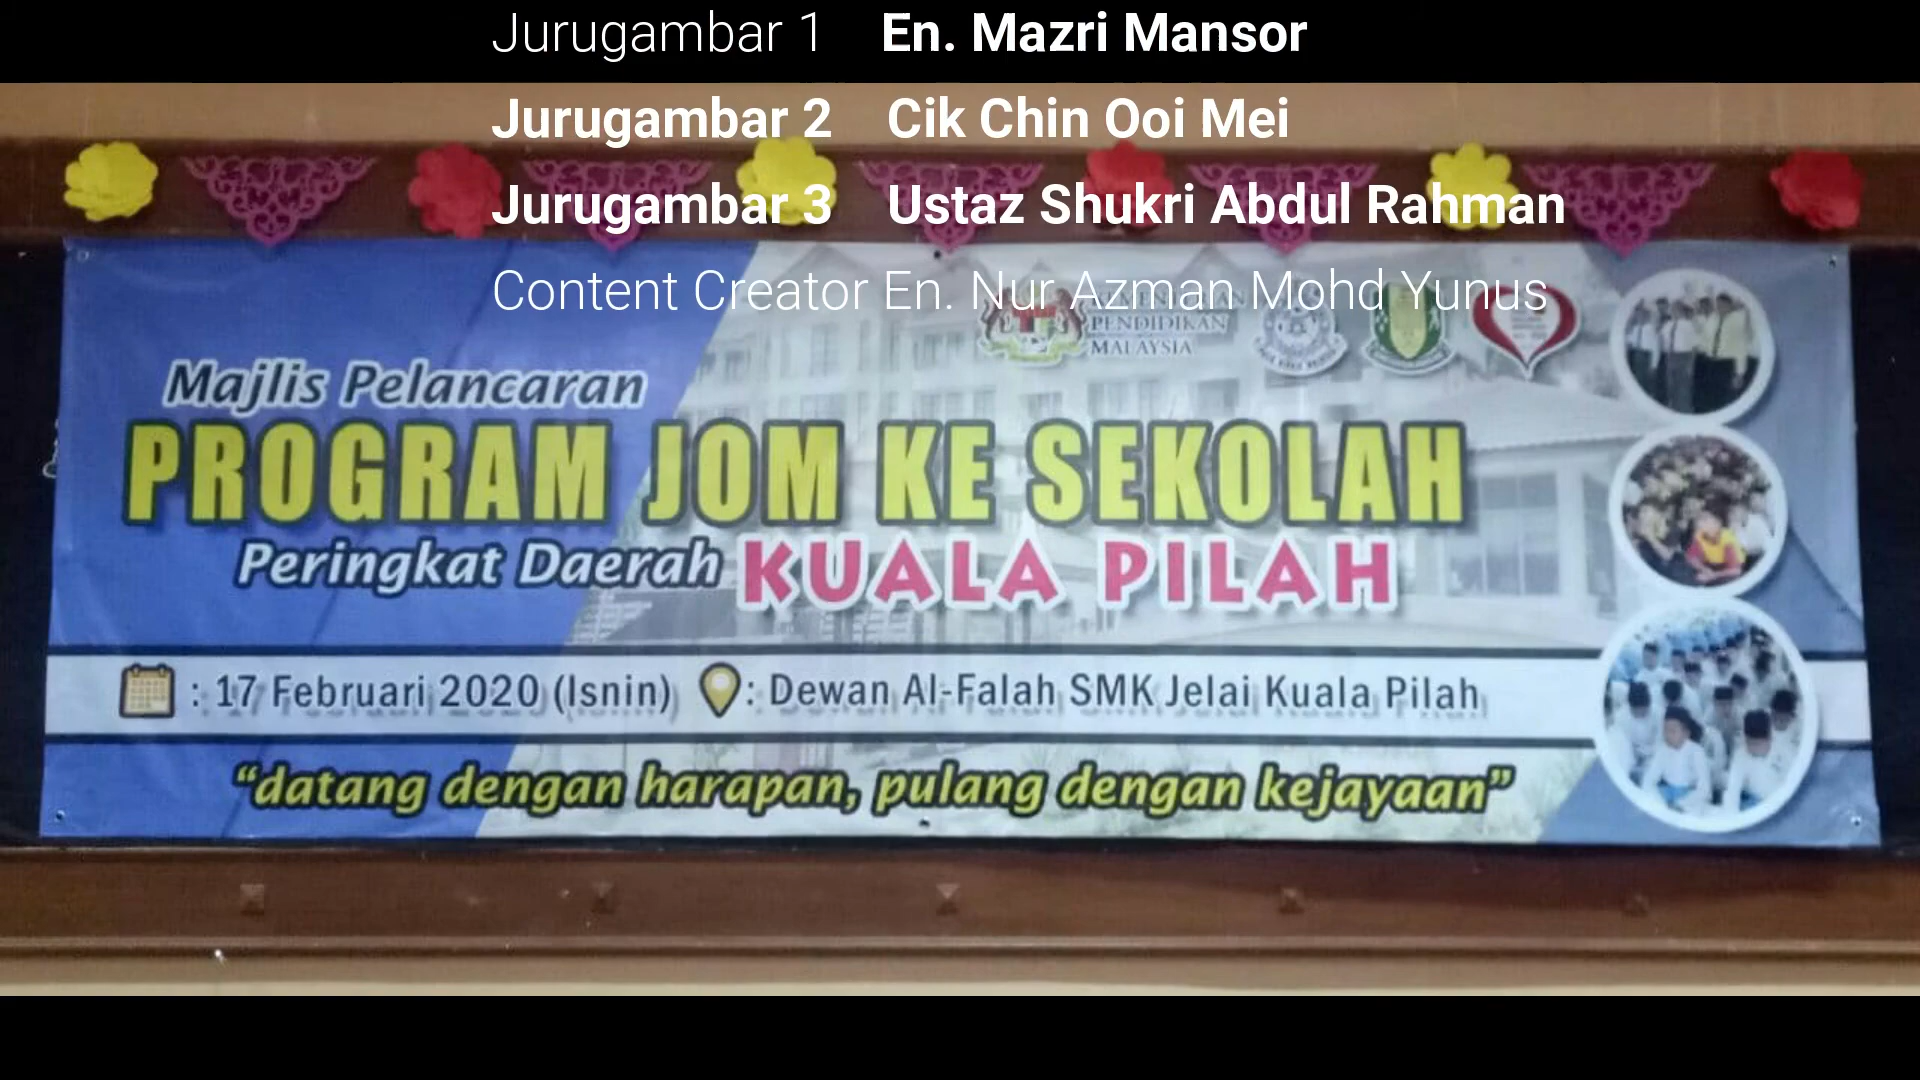 Jurugambar 1 En. Mazri Mansor
Jurugambar 2 Cik Chin Ooi Mei
Jurugambar 3 Ustaz Shukri Abdul Rahman
Content Creator En. Nur Azman Mohd Yunus
PENDIDIKAN
MALAYSIA
Majlis Pelancaran
PROGRAM JOM KE SEKOLAH
Peringkat Daerah KUALA PILAH
: 17 Februari 2020 (Isnin) : Dewan Al-Falah SMK Jelai Kuala Pilah
“datang dengan harapan, pulang dengan kejayaan”